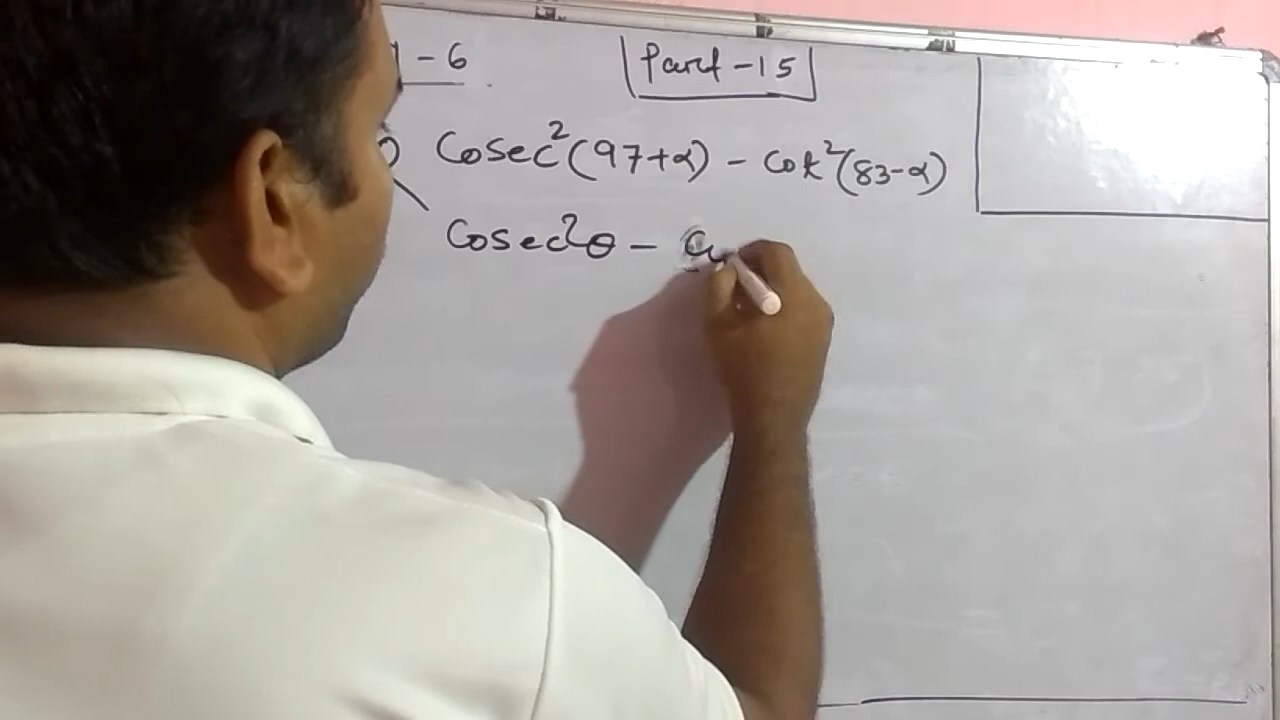 - 6
Part - 15
Cosec²(97+α) - Cot²(83-α)
Cosec²θ -